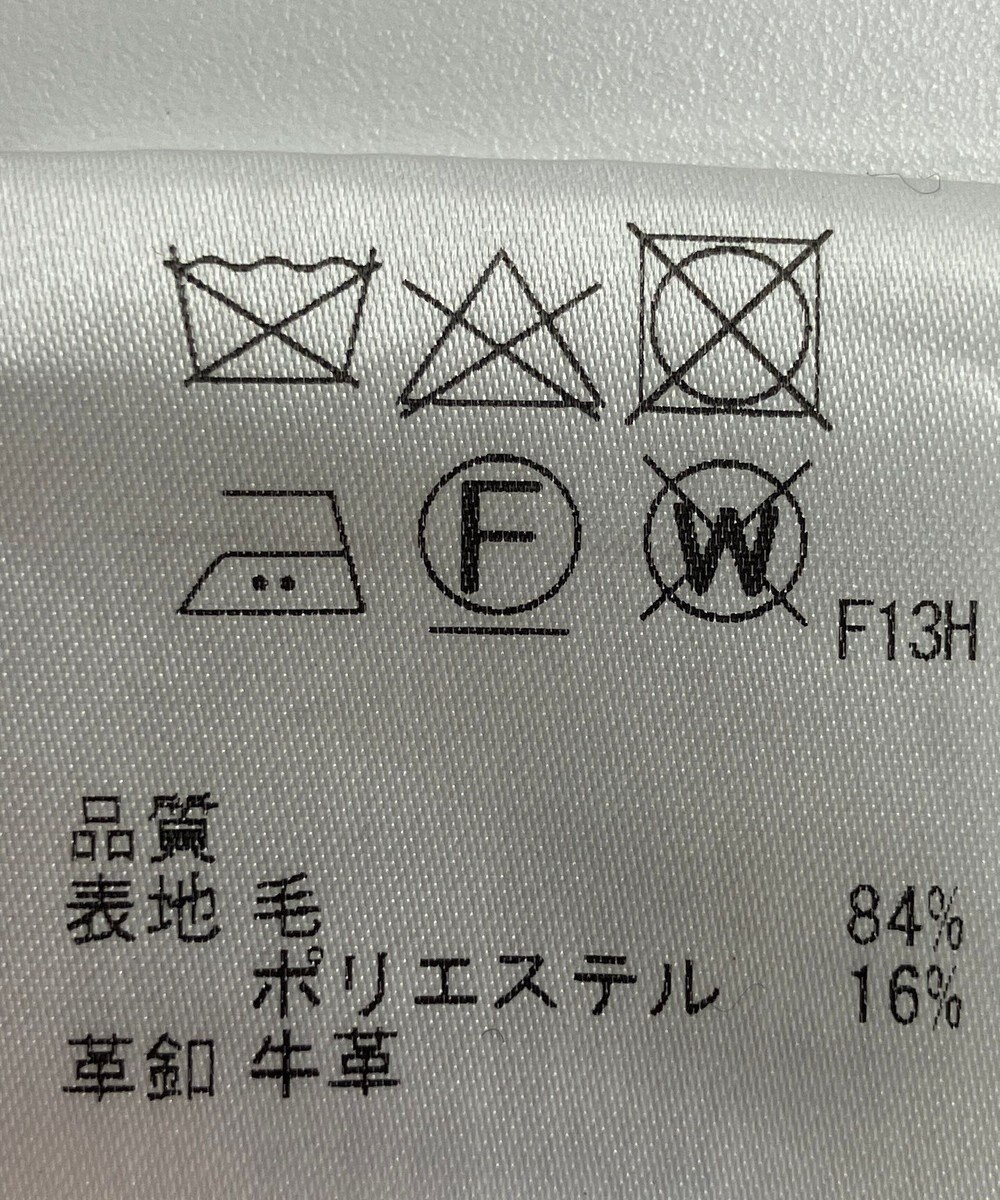 F W
F13H
品質
表地 毛 84%
ポリエステル 16%
革釦 牛革